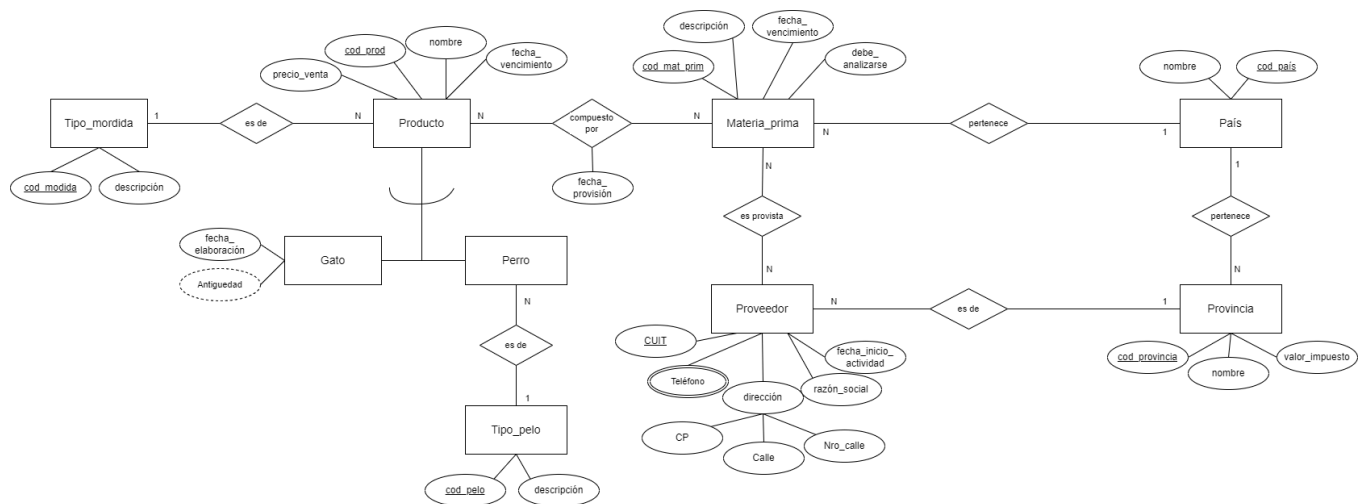 descripción
fecha_
vencimiento
nombre
cod_prod
fecha_
vencimiento
debe_
analizarse
cod_mat_prim
nombre
cod_país
precio_venta
Tipo_mordida
1
es de
N
Producto
N
compuesto
por
N
Materia_prima
N
pertenece
1
País
cod_modida
descripción
fecha_
provisión
N
1
es provista
pertenece
fecha_
elaboración
Gato
Perro
Antiguedad
N
N
N
Proveedor
N
es de
1
Provincia
es de
CUIT
fecha_inicio_
actividad
cod_provincia
valor_impuesto
nombre
Teléfono
razón_social
dirección
1
Tipo_pelo
CP
Nro_calle
Calle
cod_pelo
descripción